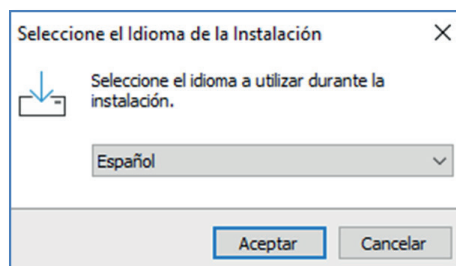 Seleccione el Idioma de la Instalación
Seleccione el idioma a utilizar durante la
instalación.
Español
Aceptar
Cancelar